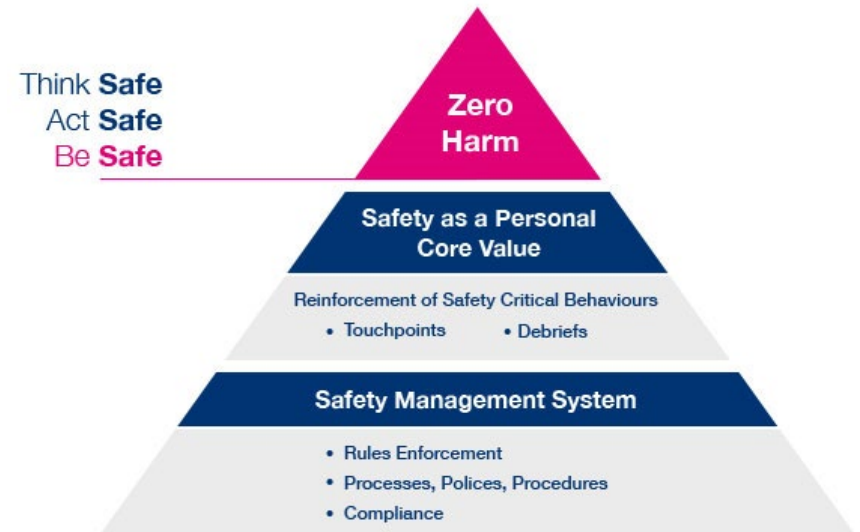 Think Safe
Act Safe
Be Safe
Zero
Harm
Safety as a Personal
Core Value
Reinforcement of Safety Critical Behaviours
• Touchpoints • Debriefs
Safety Management System
• Rules Enforcement
• Processes, Polices, Procedures
• Compliance